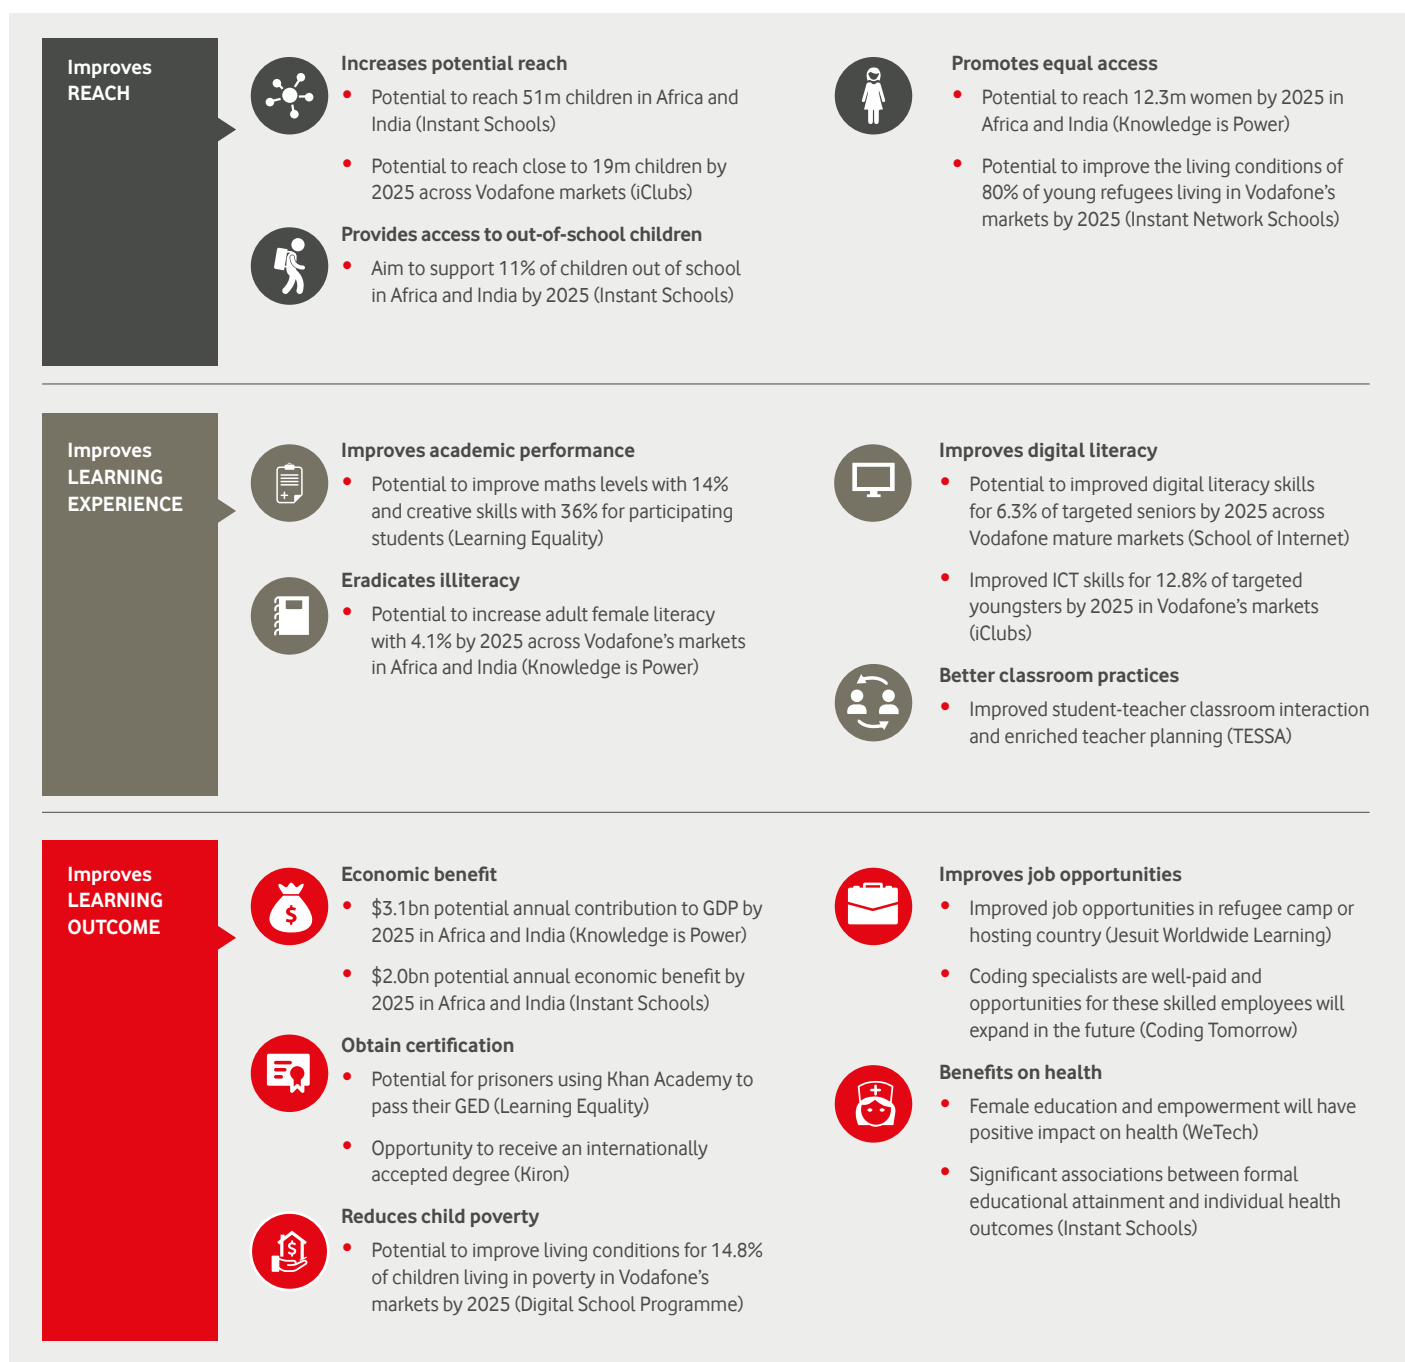 Improves
REACH
Increases potential reach
• Potential to reach 51m children in Africa and
India (Instant Schools)
• Potential to reach close to 19m children by
2025 across Vodafone markets (iClubs)
Provides access to out-of-school children
• Aim to support 11% of children out of school
in Africa and India by 2025 (Instant Schools)
Promotes equal access
• Potential to reach 12.3m women by 2025 in
Africa and India (Knowledge is Power)
• Potential to improve the living conditions of
80% of young refugees living in Vodafone’s
markets by 2025 (Instant Network Schools)
Improves
LEARNING
EXPERIENCE
Improves academic performance
• Potential to improve maths levels with 14%
and creative skills with 36% for participating
students (Learning Equality)
Eradicates illiteracy
• Potential to increase adult female literacy
with 4.1% by 2025 across Vodafone’s markets
in Africa and India (Knowledge is Power)
Improves digital literacy
• Potential to improved digital literacy skills
for 6.3% of targeted seniors by 2025 across
Vodafone mature markets (School of Internet)
• Improved ICT skills for 12.8% of targeted
youngsters by 2025 in Vodafone’s markets
(iClubs)
Better classroom practices
• Improved student-teacher classroom interaction
and enriched teacher planning (TESSA)
Improves
LEARNING
OUTCOME
Economic benefit
• $3.1bn potential annual contribution to GDP by
2025 in Africa and India (Knowledge is Power)
• $2.0bn potential annual economic benefit by
2025 in Africa and India (Instant Schools)
Obtain certification
• Potential for prisoners using Khan Academy to
pass their GED (Learning Equality)
• Opportunity to receive an internationally
accepted degree (Kiron)
Reduces child poverty
• Potential to improve living conditions for 14.8%
of children living in poverty in Vodafone’s
markets by 2025 (Digital School Programme)
Improves job opportunities
• Improved job opportunities in refugee camp or
hosting country (Jesuit Worldwide Learning)
• Coding specialists are well-paid and
opportunities for these skilled employees will
expand in the future (Coding Tomorrow)
Benefits on health
• Female education and empowerment will have
positive impact on health (WeTech)
• Significant associations between formal
educational attainment and individual health
outcomes (Instant Schools)